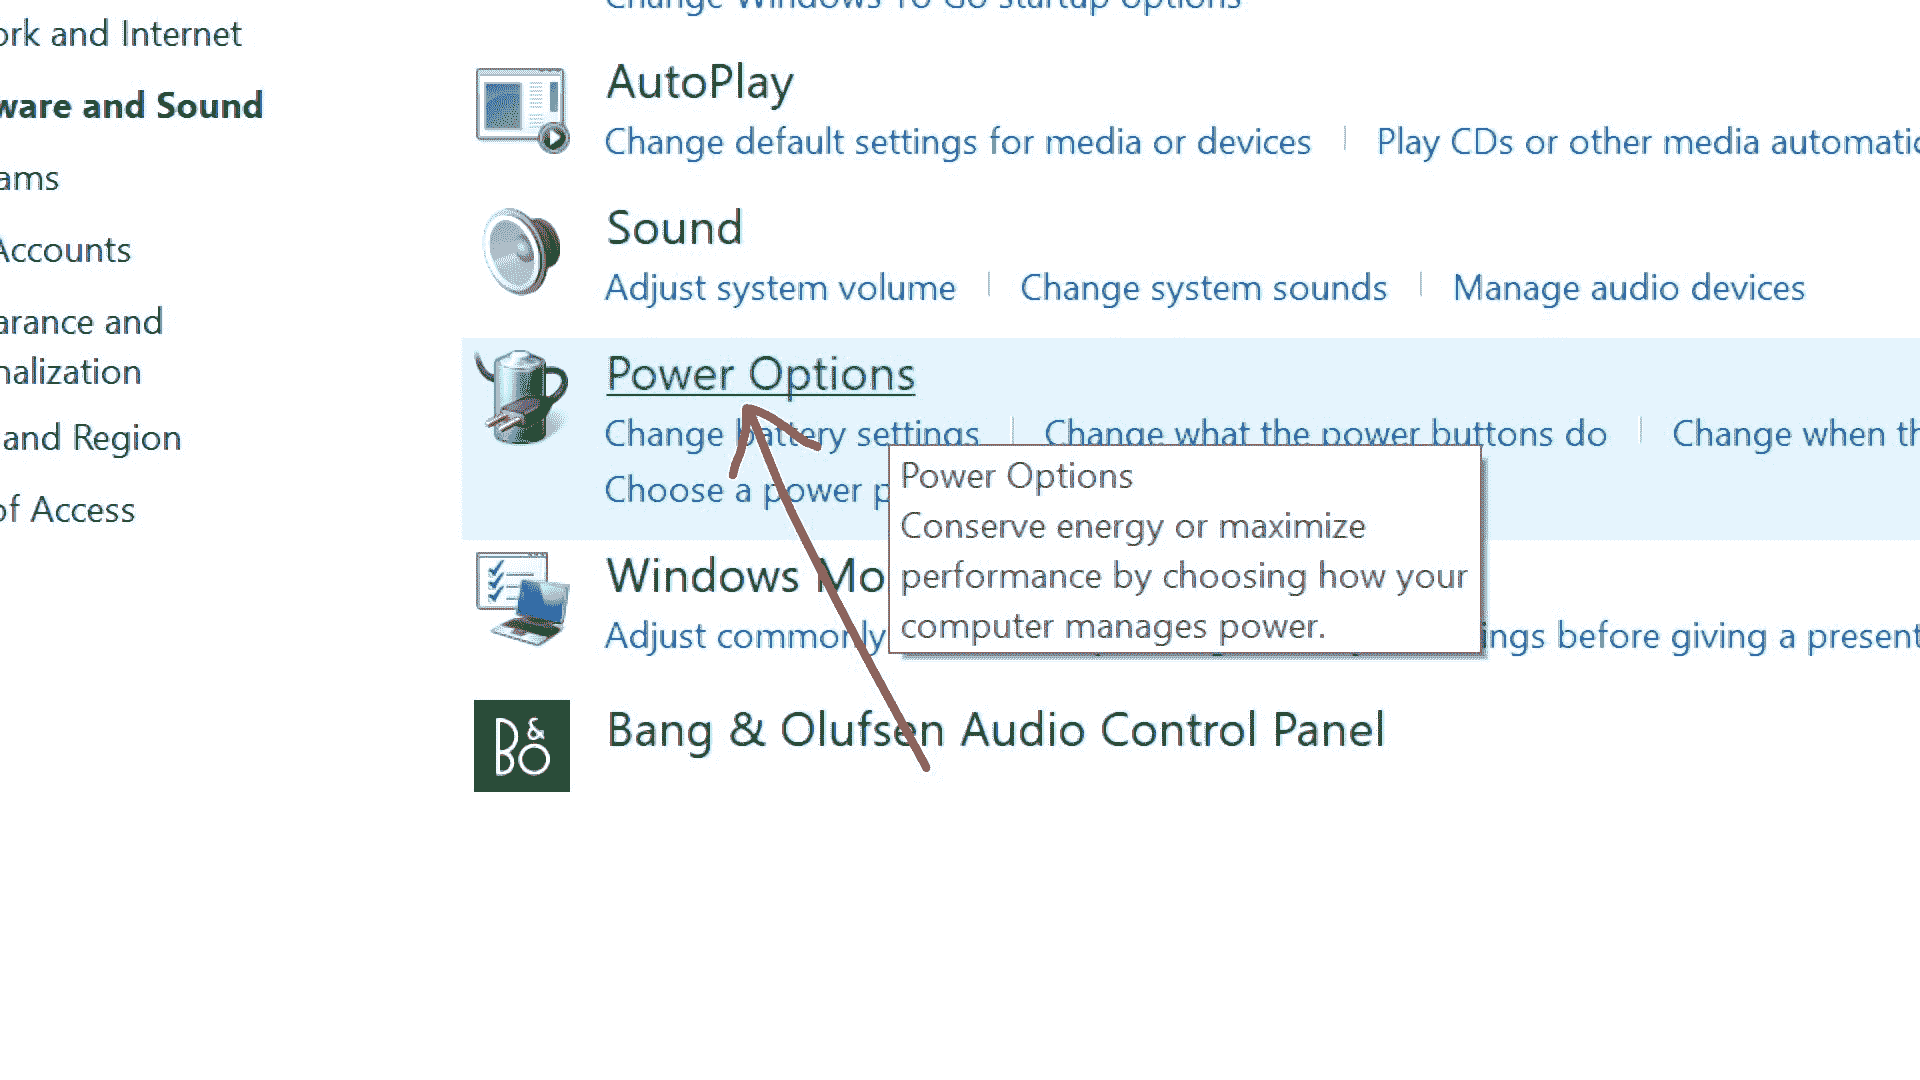 ork and Internet
ware and Sound
ams
Accounts
arance and
nalization
and Region
of Access
Change Windows To Go startup options
AutoPlay
Change default settings for media or devices
Play CDs or other media automatic
Sound
Adjust system volume
Change system sounds
Manage audio devices
Power Options
Change battery settings
Change what the power buttons do
Change when th
Choose a power p
Power Options
Conserve energy or maximize
performance by choosing how your
computer manages power.
Windows Mo
Adjust commonly
ings before giving a present
B&O
Bang & Olufsen Audio Control Panel